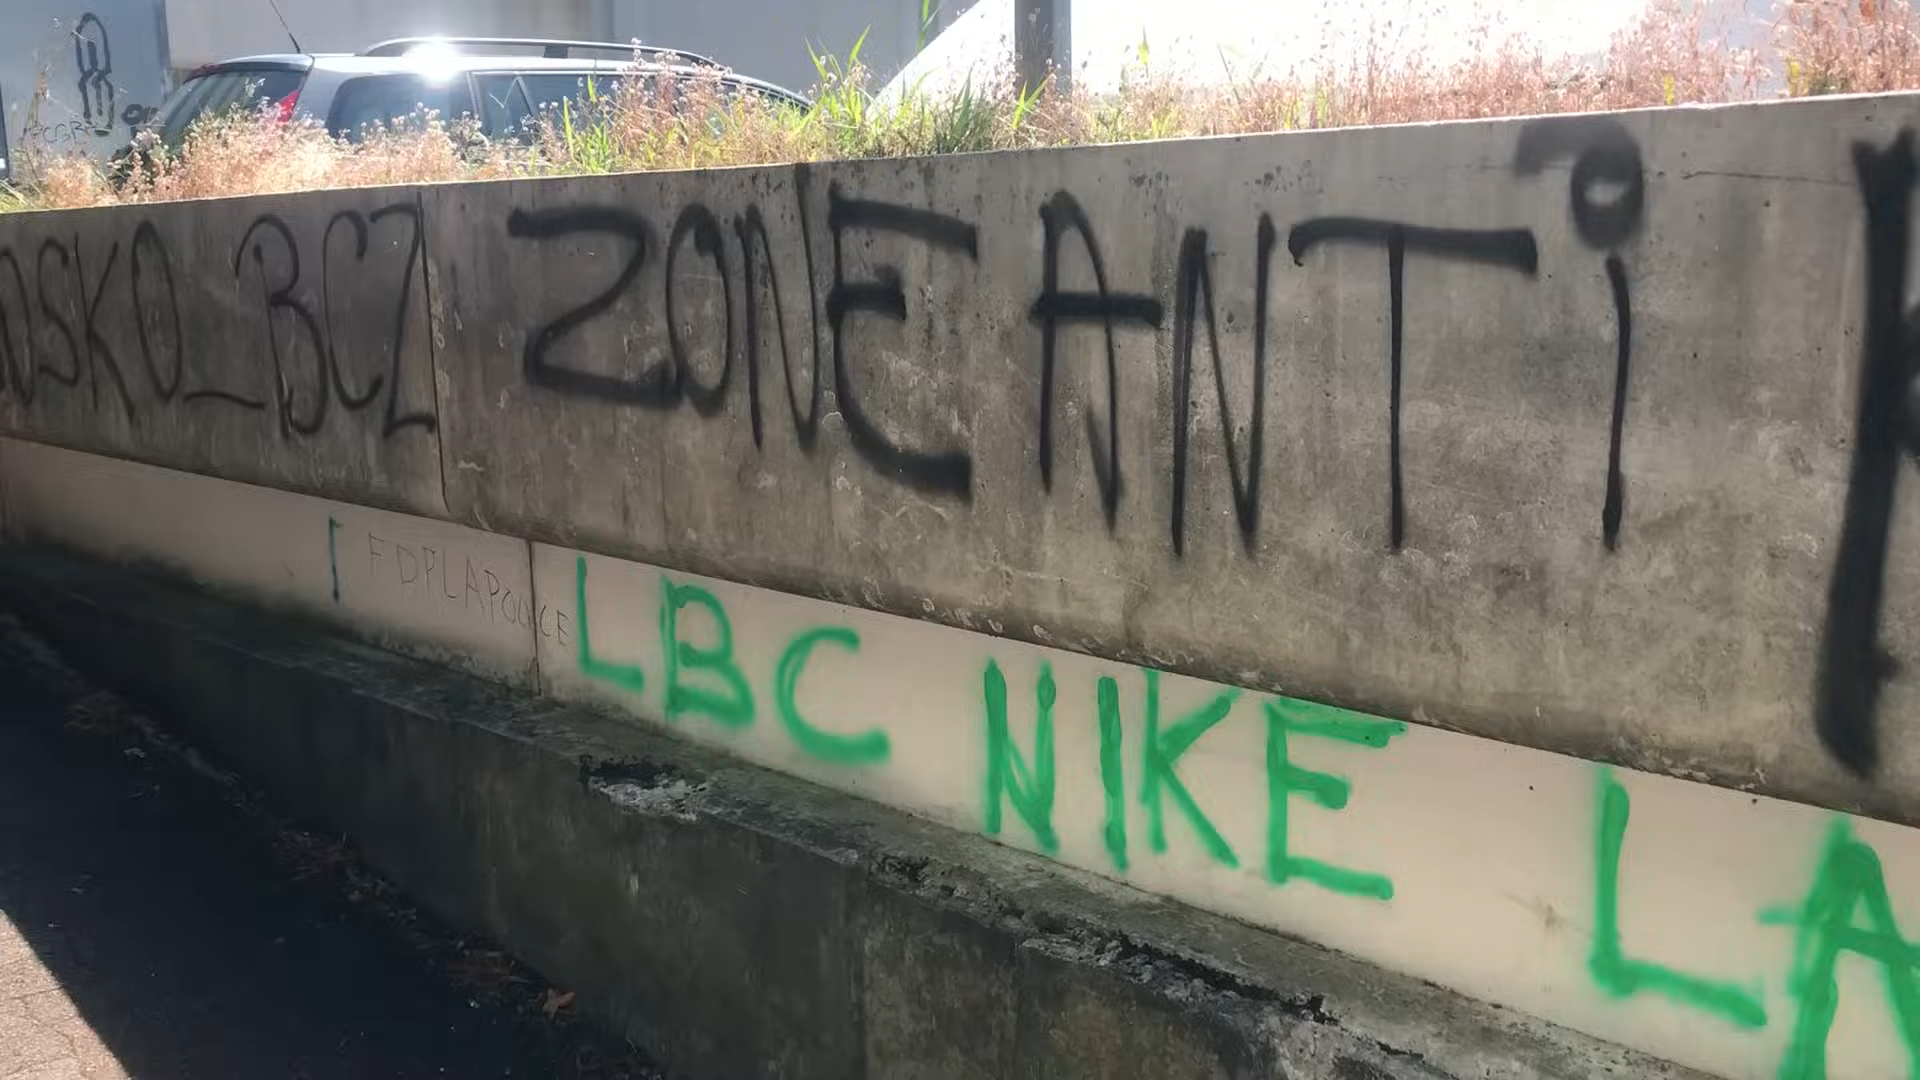 OSKO_BCZ ZONE ANTi
FDPLAPOLICE
LBC NIKE LA